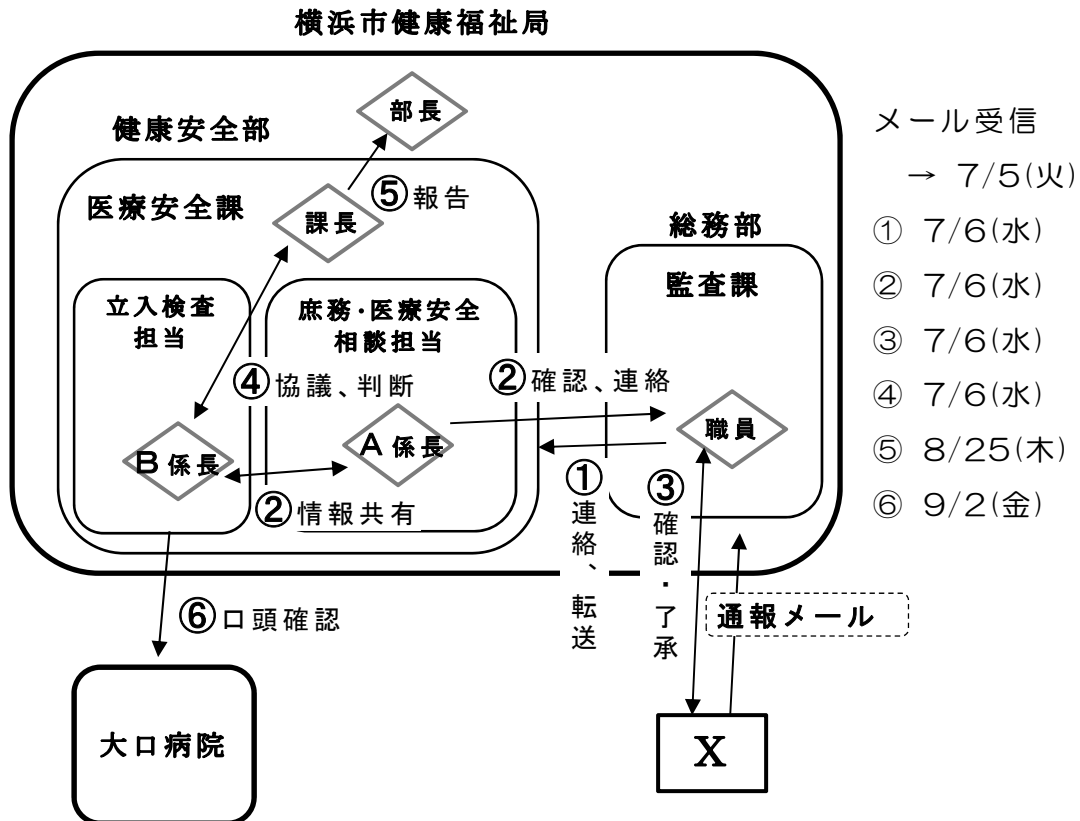 横浜市健康福祉局
部長
健康安全部
⑤報告
医療安全課
課長
総務部
監査課
立入検査
担当
庶務・医療安全
相談担当
④協議、判断
②確認、連絡
B係長
A係長
職員
②情報共有
①連絡、転送
③確認・了承
通報メール
⑥口頭確認
大口病院
X
メール受信
→ 7/5(火)
① 7/6(水)
② 7/6(水)
③ 7/6(水)
④ 7/6(水)
⑤ 8/25(木)
⑥ 9/2(金)